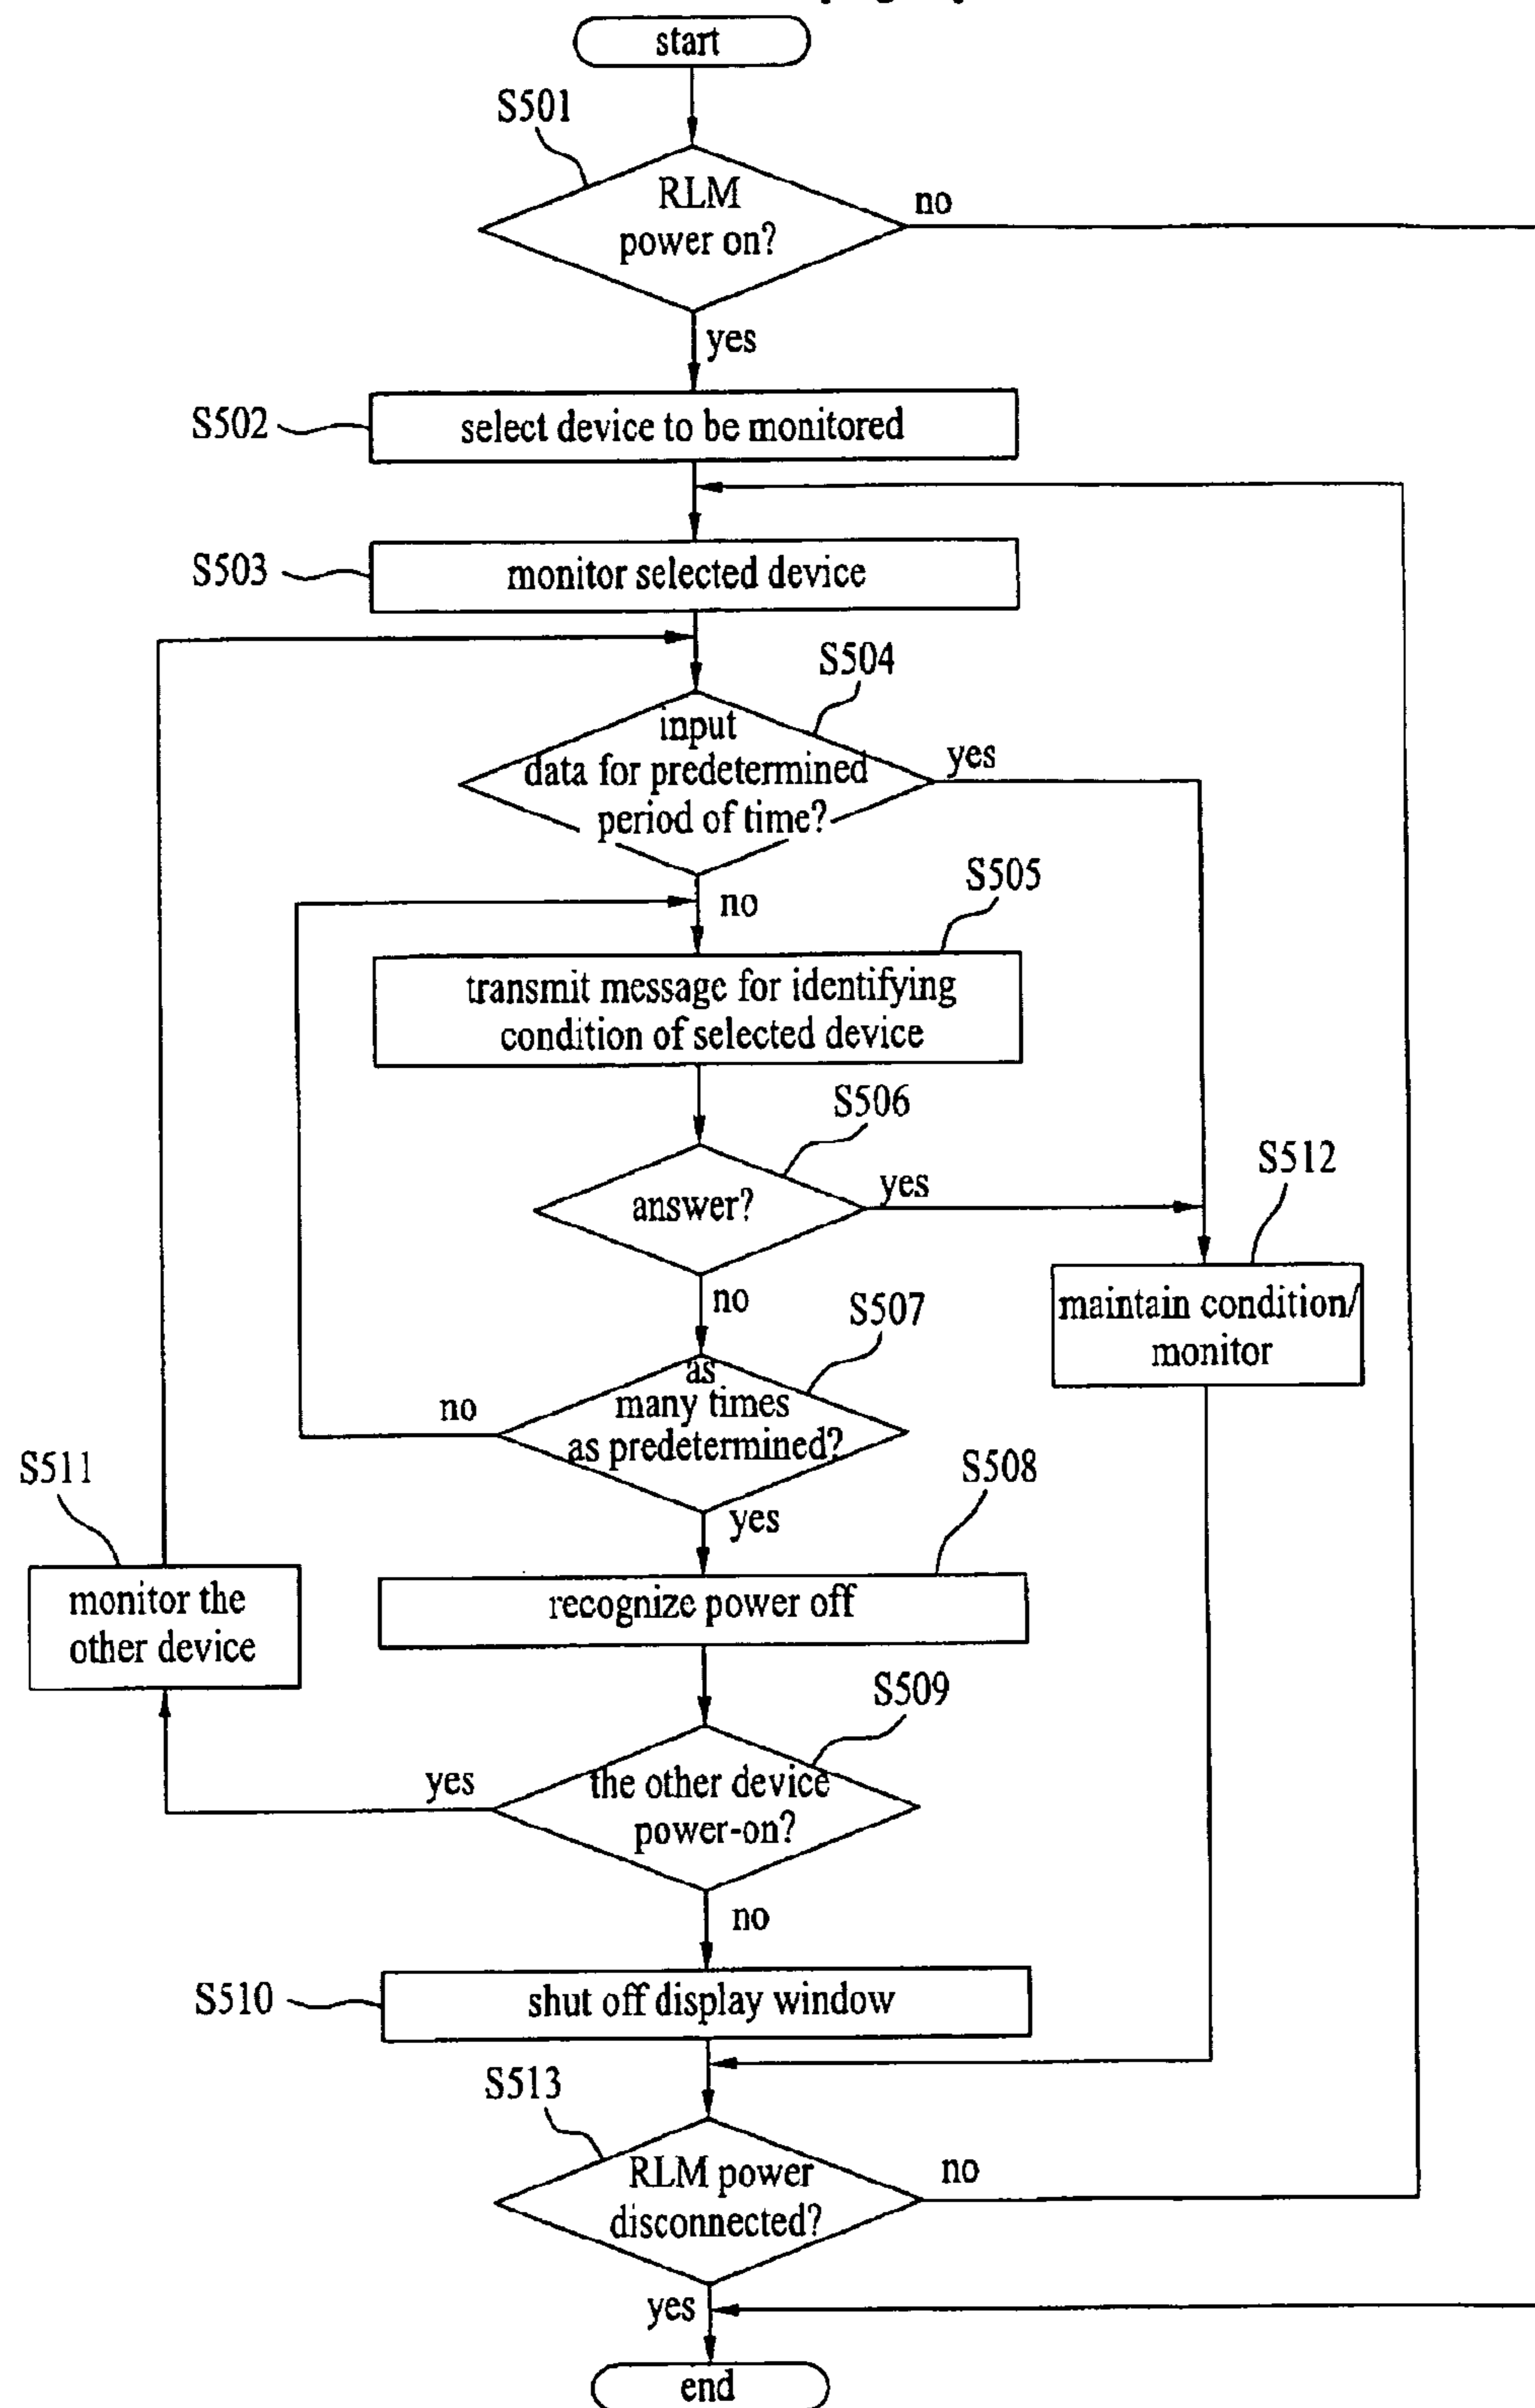 start
S501
RLM
power on?
no
yes
S502
select device to be monitored
S503
monitor selected device
S504
input
data for predetermined
period of time?
yes
no
S505
transmit message for identifying
condition of selected device
S506
answer?
yes
S512
maintain condition/
monitor
no
S507
as
many times
as predetermined?
no
S511
monitor the
other device
yes
S508
recognize power off
S509
the other device
power-on?
yes
no
S510
shut off display window
S513
RLM power
disconnected?
no
yes
end